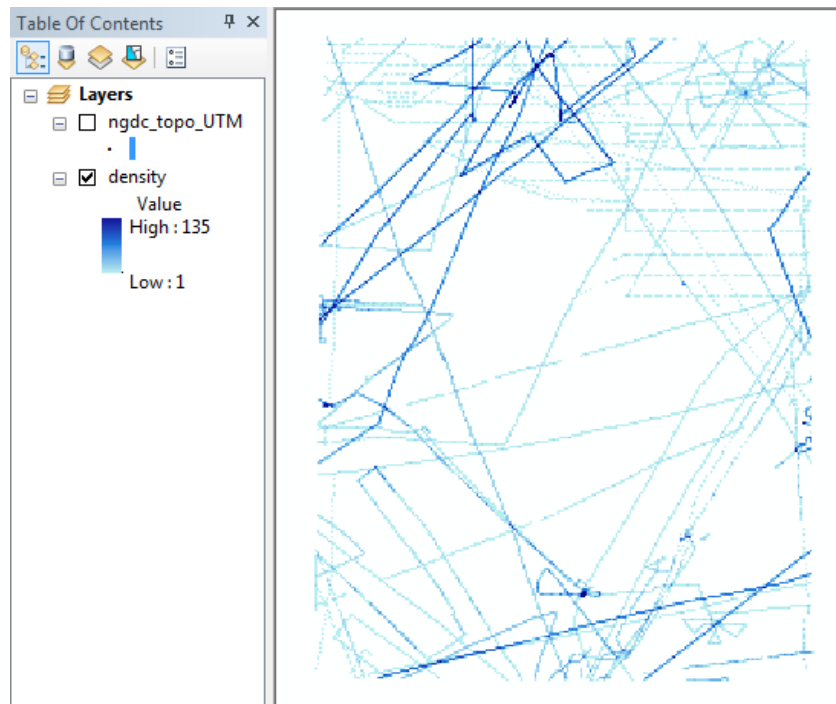 Table Of Contents
Layers
ngdc_topo_UTM
density
Value
High : 135
Low : 1